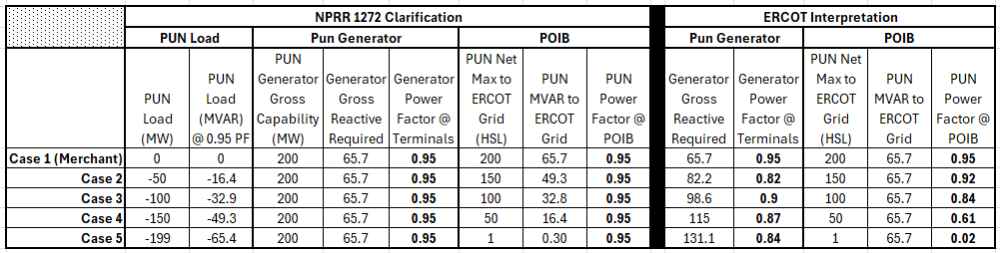 NPRR 1272 Clarification ERCOT Interpretation
PUN Load Pun Generator POIB Pun Generator POIB
PUN Load (MW) PUN Load (MVAR) @ 0.95 PF PUN Generator Gross Capability (MW) Generator Gross Reactive Required Generator Power Factor @ Terminals PUN Net Max to ERCOT Grid (HSL) PUN MVAR to ERCOT Grid PUN Power Factor @ POIB Generator Gross Reactive Required Generator Power Factor @ Terminals PUN Net Max to ERCOT Grid (HSL) PUN MVAR to ERCOT Grid PUN Power Factor @ POIB
Case 1 (Merchant) 0 0 200 65.7 0.95 200 65.7 0.95 65.7 0.95 200 65.7 0.95
Case 2 -50 -16.4 200 65.7 0.95 150 49.3 0.95 82.2 0.82 150 65.7 0.92
Case 3 -100 -32.9 200 65.7 0.95 100 32.8 0.95 98.6 0.9 100 65.7 0.84
Case 4 -150 -49.3 200 65.7 0.95 50 16.4 0.95 115 0.87 50 65.7 0.61
Case 5 -199 -65.4 200 65.7 0.95 1 0.30 0.95 131.1 0.84 1 65.7 0.02